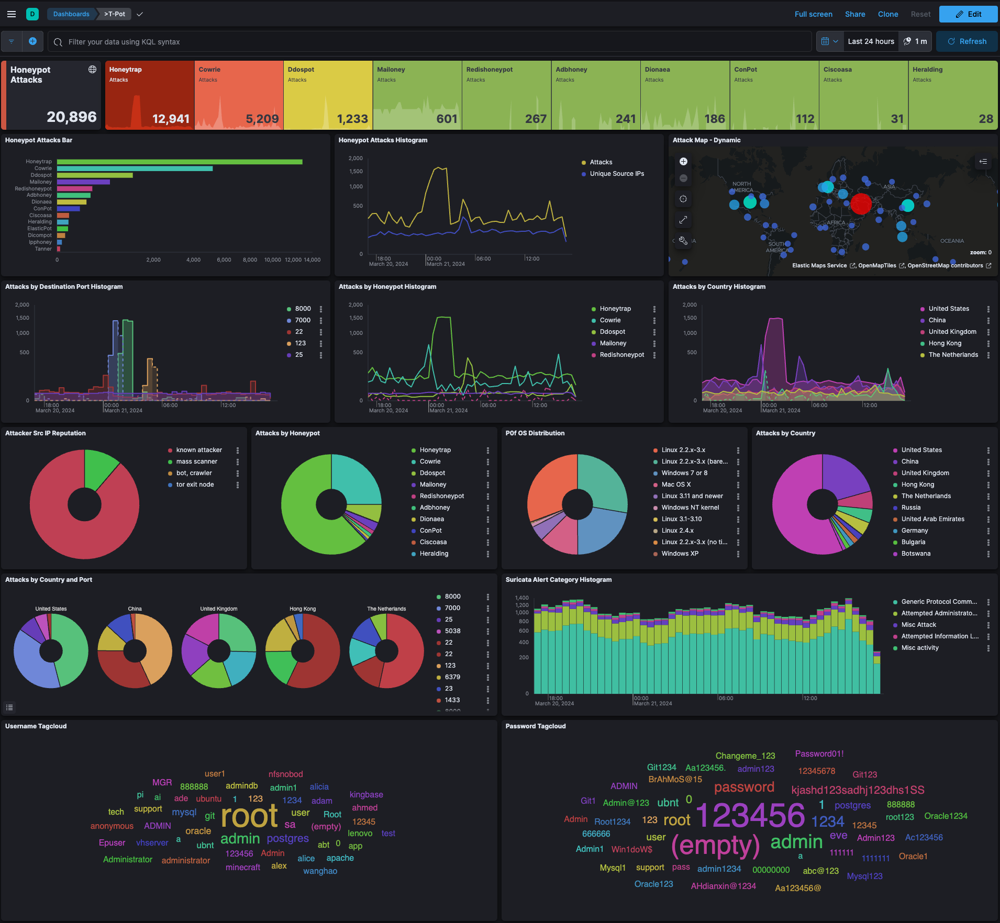 D Dashboards >T-Pot Full screen Share Clone Reset Edit
Filter your data using KQL syntax Last 24 hours 1 m Refresh
Honeypot Attacks
20,896
Honeytrap
Attacks
12,941
Cowrie
Attacks
5,209
Ddospot
Attacks
1,233
Mailoney
Attacks
601
Redishoneypot
Attacks
267
Adbhoney
Attacks
241
Dionaea
Attacks
186
ConPot
Attacks
112
Ciscoasa
Attacks
31
Heralding
Attacks
28
Honeypot Attacks Bar
Honeytrap
Cowrie
Ddospot
Mailoney
Redishoneypot
Adbhoney
Dionaea
ConPot
Ciscoasa
Heralding
ElasticPot
Dicompot
Ipphoney
Tanner
0 2,000 4,000 6,000 8,000 10,000 12,000 14,000
Honeypot Attacks Histogram
2,000
1,500
1,000
500
0
18:00 00:00 06:00 12:00
March 20, 2024 March 21, 2024
Attacks
Unique Source IPs
Attack Map - Dynamic
NORTH AMERICA
ASIA
AFRICA
SOUTH AMERICA
OCEANIA
zoom: 0
Elastic Maps Service , OpenMapTiles , OpenStreetMap contributors
Attacks by Destination Port Histogram
2,000
1,500
1,000
500
0
18:00 00:00 06:00 12:00
March 20, 2024 March 21, 2024
8000
7000
22
123
25
Attacks by Honeypot Histogram
2,000
1,500
1,000
500
0
18:00 00:00 06:00 12:00
March 20, 2024 March 21, 2024
Honeytrap
Cowrie
Ddospot
Mailoney
Redishoneypot
Attacks by Country Histogram
2,000
1,500
1,000
500
0
18:00 00:00 06:00 12:00
March 20, 2024 March 21, 2024
United States
China
United Kingdom
Hong Kong
The Netherlands
Attacker Src IP Reputation
known attacker
mass scanner
bot, crawler
tor exit node
Attacks by Honeypot
Honeytrap
Cowrie
Ddospot
Mailoney
Redishoneypot
Adbhoney
Dionaea
ConPot
Ciscoasa
Heralding
P0f OS Distribution
Linux 2.2.x-3.x
Linux 2.2.x-3.x (bare...
Windows 7 or 8
Mac OS X
Linux 3.11 and newer
Windows NT kernel
Linux 3.1-3.10
Linux 2.4.x
Linux 2.2.x-3.x (no ti...
Windows XP
Attacks by Country
United States
China
United Kingdom
Hong Kong
The Netherlands
Russia
United Arab Emirates
Germany
Bulgaria
Botswana
Attacks by Country and Port
United States China United Kingdom Hong Kong The Netherlands
8000
7000
25
5038
22
22
123
6379
23
1433
8000
Suricata Alert Category Histogram
1,400
1,200
1,000
800
600
400
200
0
18:00 00:00 06:00 12:00
March 20, 2024 March 21, 2024
Generic Protocol Comm...
Attempted Administrato...
Misc Attack
Attempted Information L...
Misc activity
Username Tagcloud
user1 nfsnobod
MGR 888888 admindb admin1 alicia
pi ai ade ubuntu 1 123 1234 adam kingbase
tech support mysql git root user Root ahmed
anonymous ADMIN oracle sa (empty) 12345
Epuser vhserver a ubnt admin postgres abt 0 app lenovo test
Administrator administrator 123456 Admin alice apache
minecraft alex wanghao
Password Tagcloud
Changeme_123 Password01!
Git1234 Aa123456. admin123 12345678 Git123
ADMIN BrAhMoS@15 password kjashd123sadhj123dhs1SS
Git1 Admin@123 ubnt 0 123456 1 postgres 888888
Admin Root1234 123 root 1234 12345 root123 Oracle1234
666666 user (empty) admin eve Admin123 Ac123456
Admin1 Win1doW$ a 111111 1111111 Oracle1
Mysql1 support pass admin1234 00000000 abc@123 Mysql123
Oracle123 AHdianxin@1234 Aa123456@